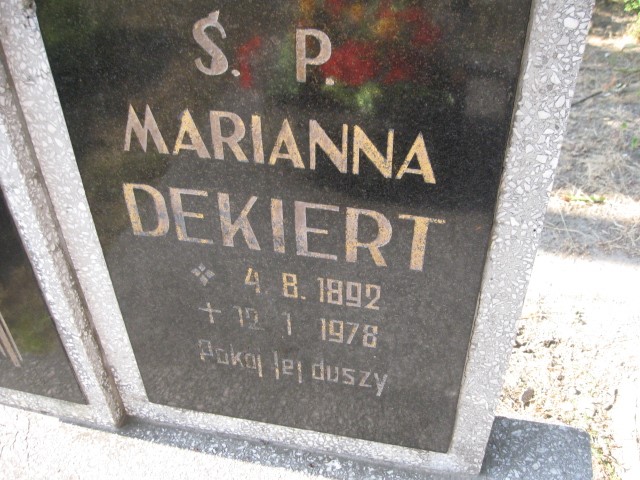 Ś. P.
MARIANNA
DEKIERT
4. 8. 1892
12 1 1978
Pokój jej duszy